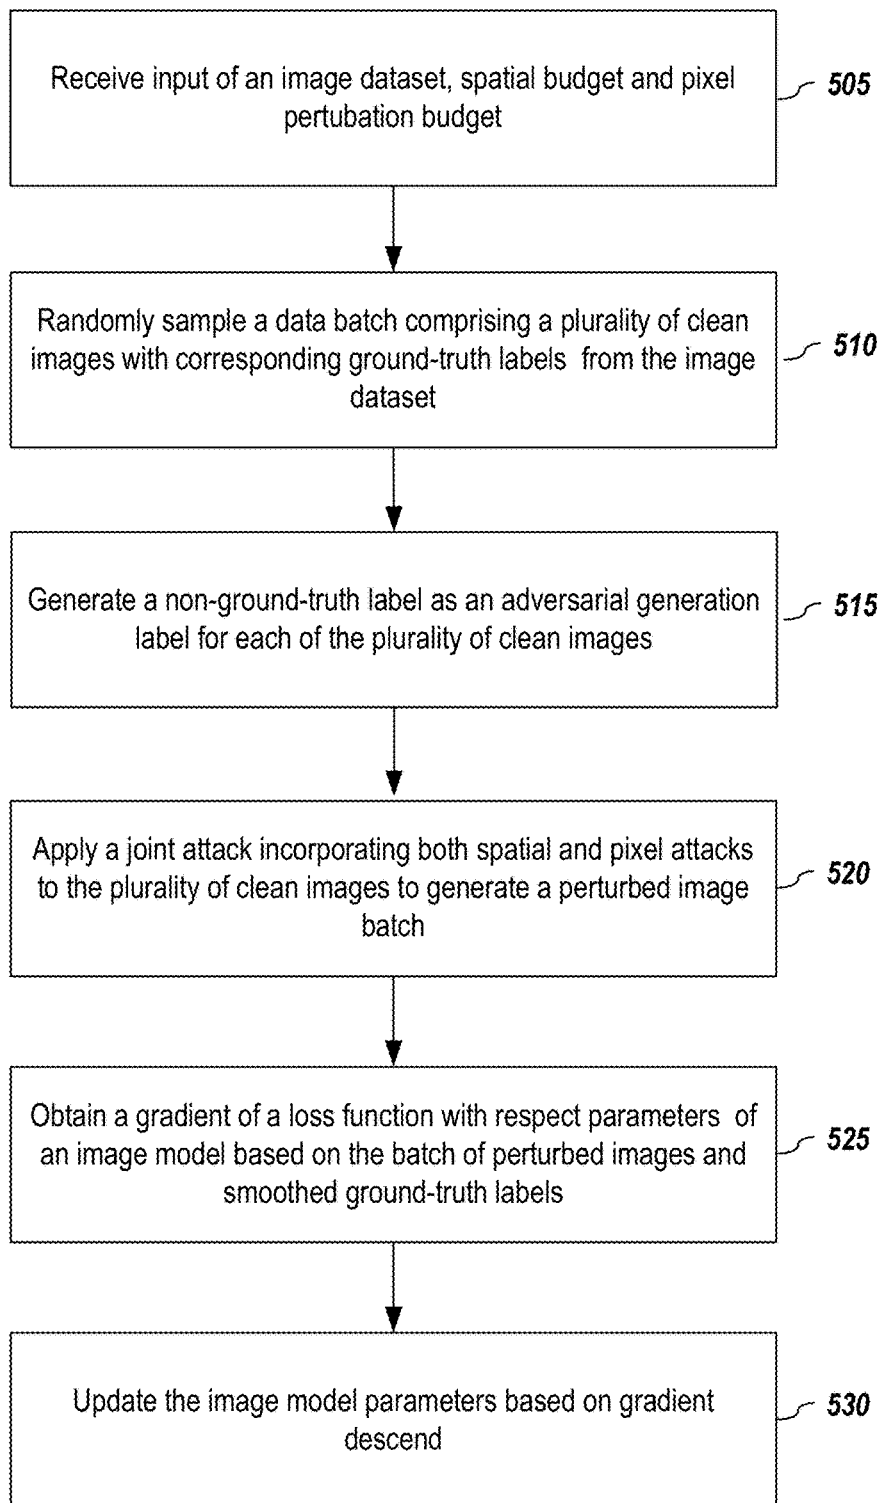 Receive input of an image dataset, spatial budget and pixel
pertubation budget
505
Randomly sample a data batch comprising a plurality of clean
images with corresponding ground-truth labels from the image
dataset
510
Generate a non-ground-truth label as an adversarial generation
label for each of the plurality of clean images
515
Apply a joint attack incorporating both spatial and pixel attacks
to the plurality of clean images to generate a perturbed image
batch
520
Obtain a gradient of a loss function with respect parameters of
an image model based on the batch of perturbed images and
smoothed ground-truth labels
525
Update the image model parameters based on gradient
descend
530